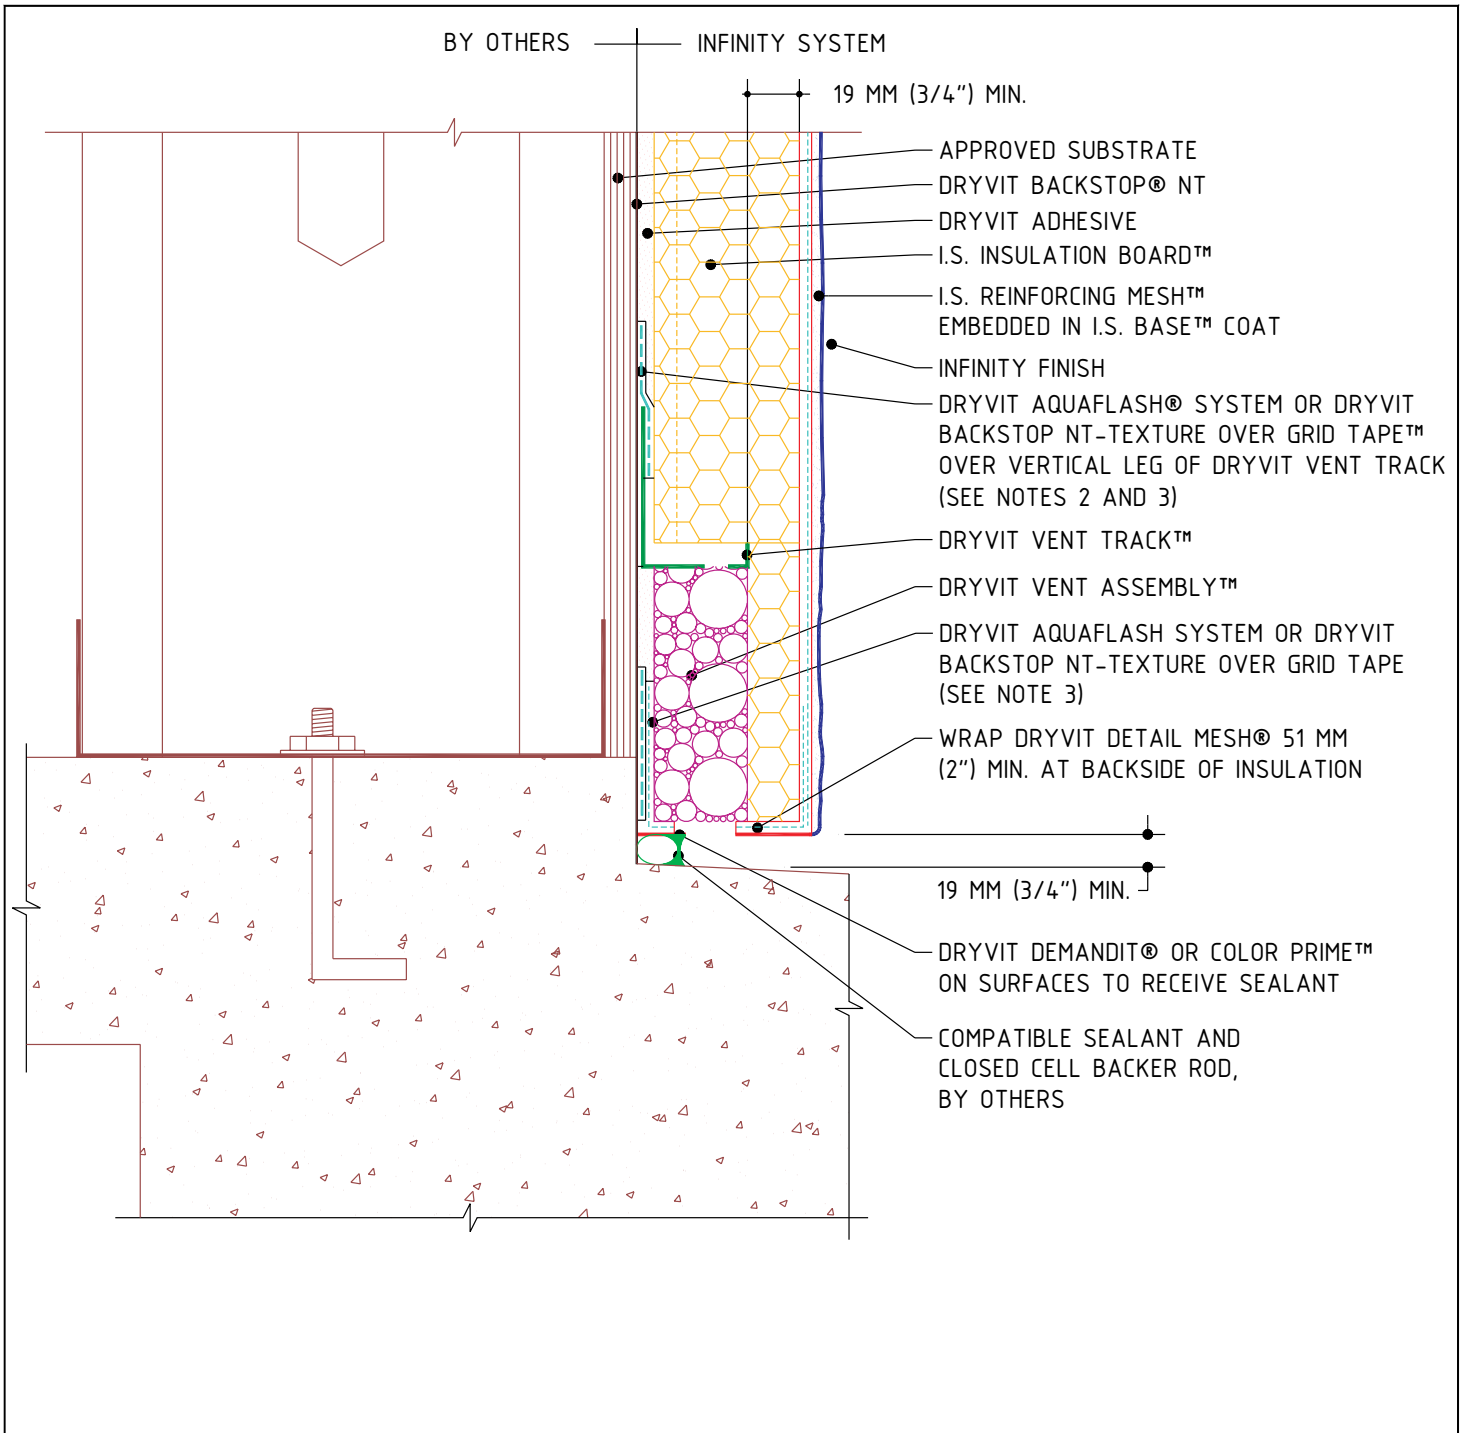 BY OTHERS
INFINITY SYSTEM
19 MM (3/4") MIN.
APPROVED SUBSTRATE
DRYVIT BACKSTOP® NT
DRYVIT ADHESIVE
I.S. INSULATION BOARD™
I.S. REINFORCING MESH™
EMBEDDED IN I.S. BASE™ COAT
INFINITY FINISH
DRYVIT AQUAFLASH® SYSTEM OR DRYVIT
BACKSTOP NT-TEXTURE OVER GRID TAPE™
OVER VERTICAL LEG OF DRYVIT VENT TRACK
(SEE NOTES 2 AND 3)
DRYVIT VENT TRACK™
DRYVIT VENT ASSEMBLY™
DRYVIT AQUAFLASH SYSTEM OR DRYVIT
BACKSTOP NT-TEXTURE OVER GRID TAPE
(SEE NOTE 3)
WRAP DRYVIT DETAIL MESH® 51 MM
(2") MIN. AT BACKSIDE OF INSULATION
19 MM (3/4") MIN.
DRYVIT DEMANDIT® OR COLOR PRIME™
ON SURFACES TO RECEIVE SEALANT
COMPATIBLE SEALANT AND
CLOSED CELL BACKER ROD,
BY OTHERS